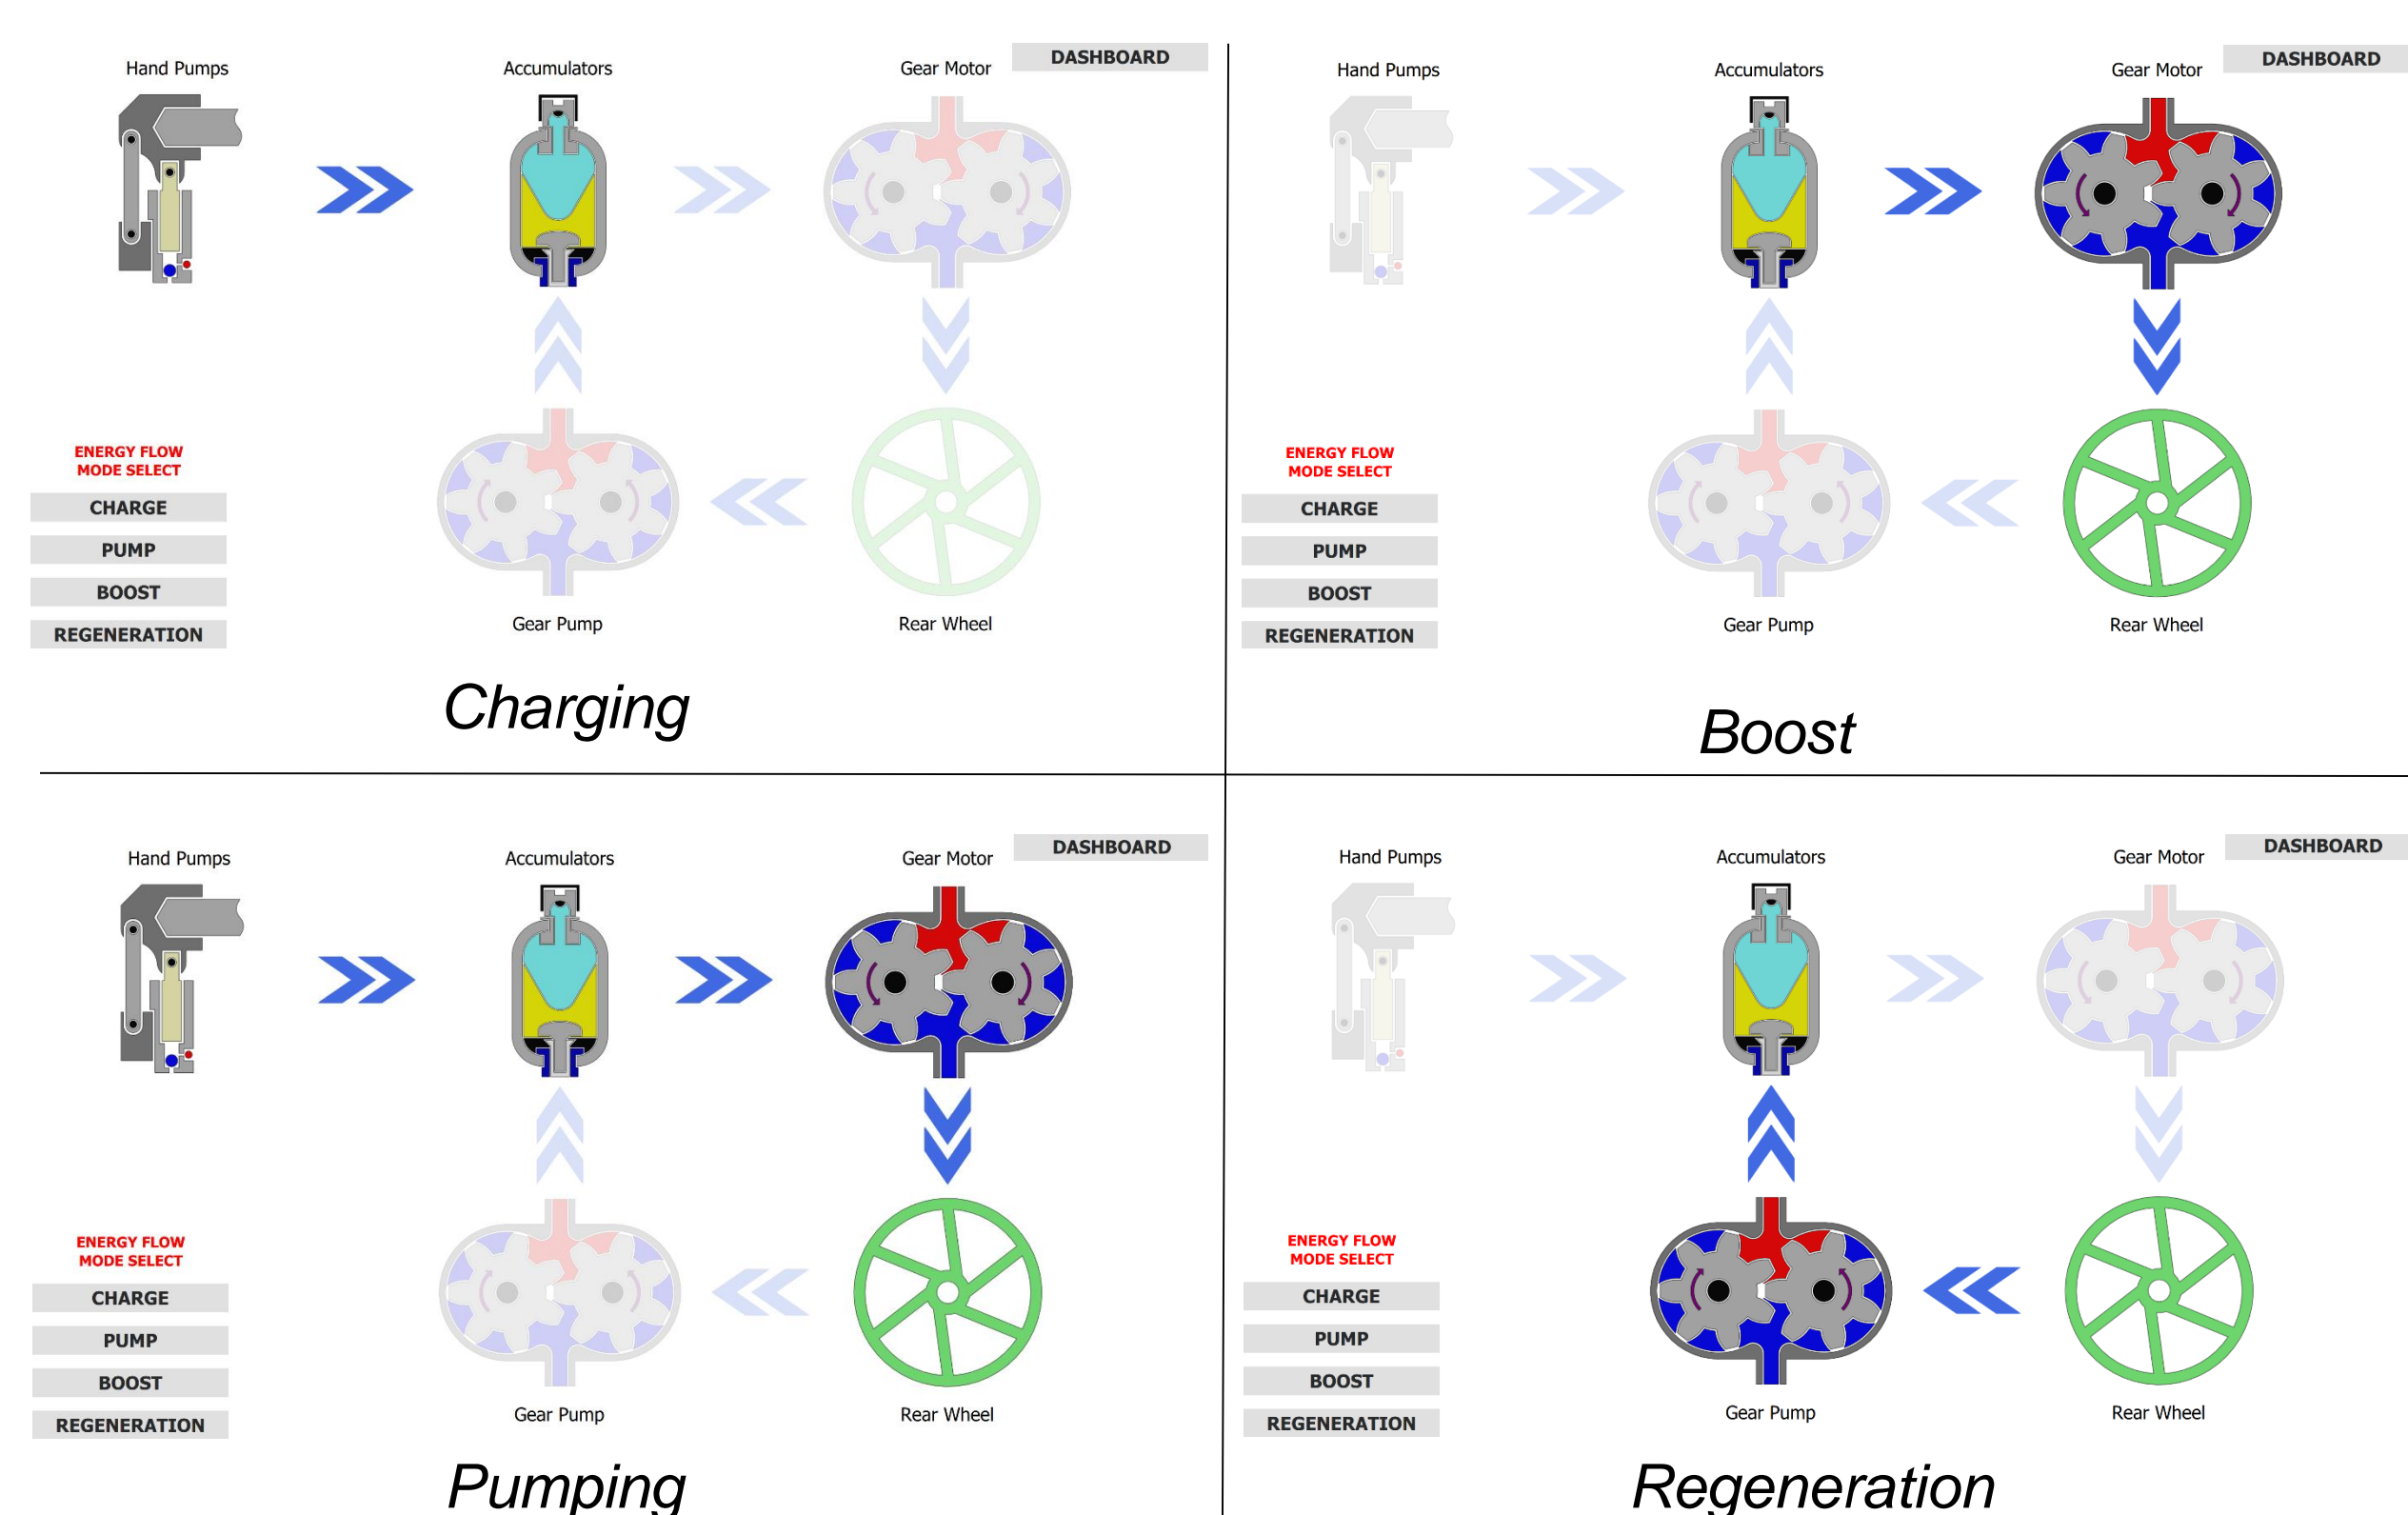 Hand Pumps
Accumulators
Gear Motor
DASHBOARD
ENERGY FLOW
MODE SELECT
CHARGE
PUMP
BOOST
REGENERATION
Gear Pump
Rear Wheel
Charging
Hand Pumps
Accumulators
Gear Motor
DASHBOARD
ENERGY FLOW
MODE SELECT
CHARGE
PUMP
BOOST
REGENERATION
Gear Pump
Rear Wheel
Boost
Hand Pumps
Accumulators
Gear Motor
DASHBOARD
ENERGY FLOW
MODE SELECT
CHARGE
PUMP
BOOST
REGENERATION
Gear Pump
Rear Wheel
Pumping
Hand Pumps
Accumulators
Gear Motor
DASHBOARD
ENERGY FLOW
MODE SELECT
CHARGE
PUMP
BOOST
REGENERATION
Gear Pump
Rear Wheel
Regeneration